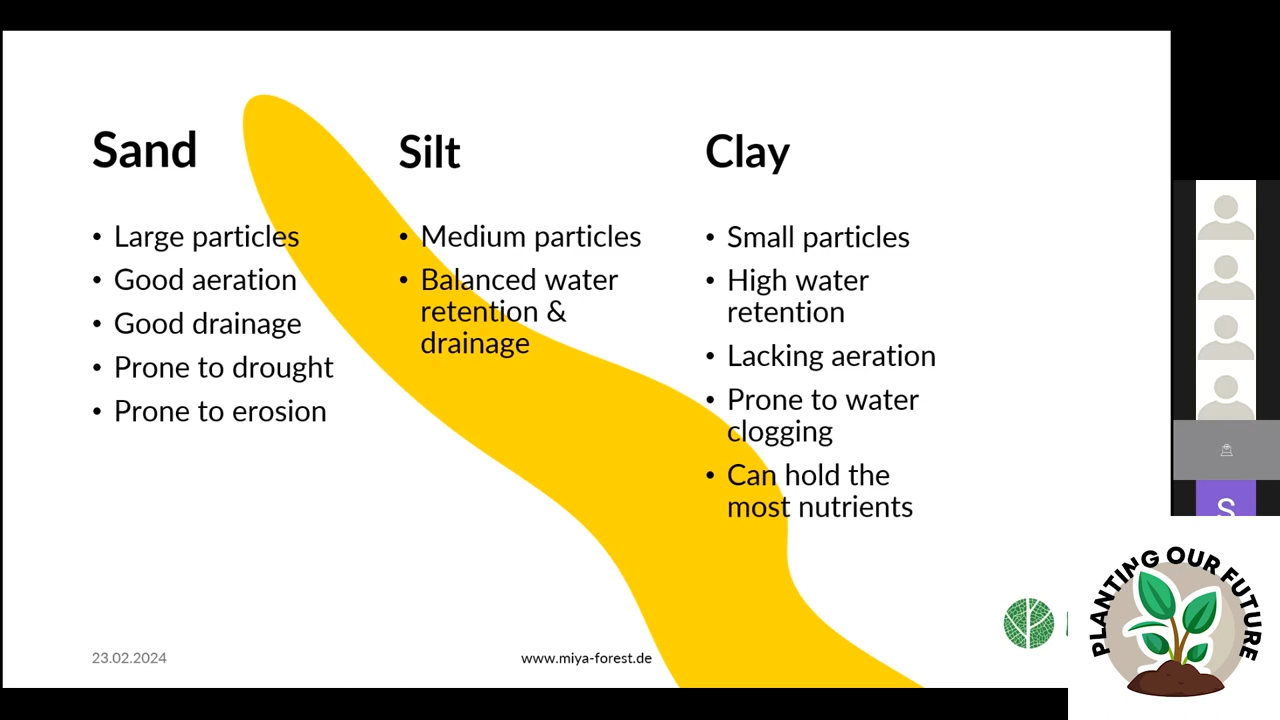 Sand
Silt
Clay
• Large particles
• Good aeration
• Good drainage
• Prone to drought
• Prone to erosion
• Medium particles
• Balanced water
retention &
drainage
• Small particles
• High water
retention
• Lacking aeration
• Prone to water
clogging
• Can hold the
most nutrients
23.02.2024
www.miya-forest.de
S
PLANTING OUR FUTURE